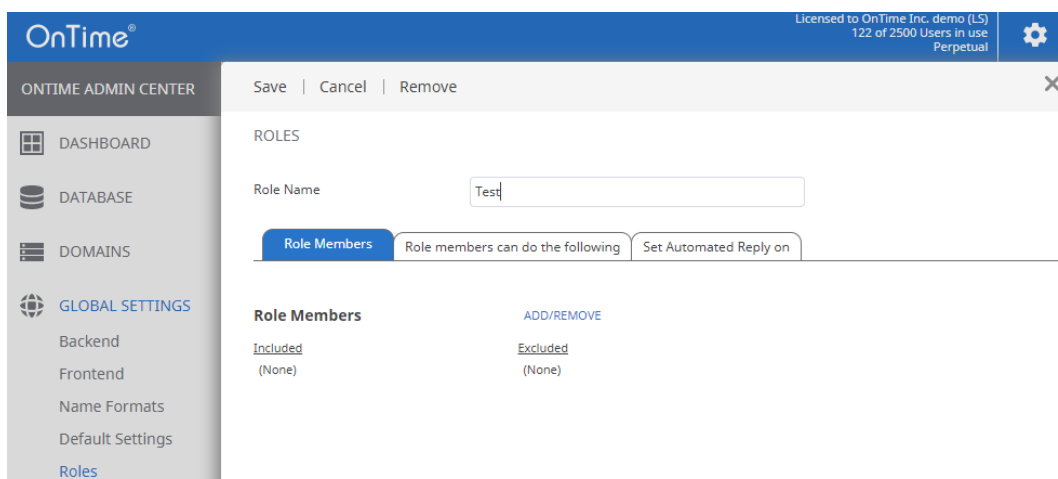 OnTime®
Licensed to OnTime Inc. demo (LS)
122 of 2500 Users in use
Perpetual
ONTIME ADMIN CENTER
Save | Cancel | Remove
DASHBOARD
DATABASE
DOMAINS
GLOBAL SETTINGS
Backend
Frontend
Name Formats
Default Settings
Roles
ROLES
Role Name Test
Role Members Role members can do the following Set Automated Reply on
Role Members ADD/REMOVE
Included Excluded
(None) (None)